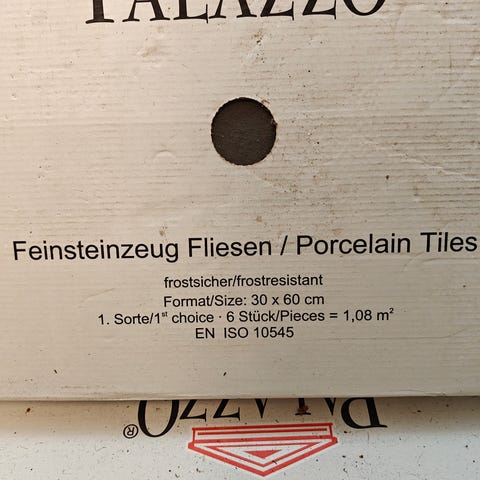 PALAZZO
Feinsteinzeug Fliesen / Porcelain Tiles
frostsicher/frostresistant
Format/Size: 30 x 60 cm
1. Sorte/1st choice · 6 Stück/Pieces = 1,08 m²
EN ISO 10545
PALAZZO®